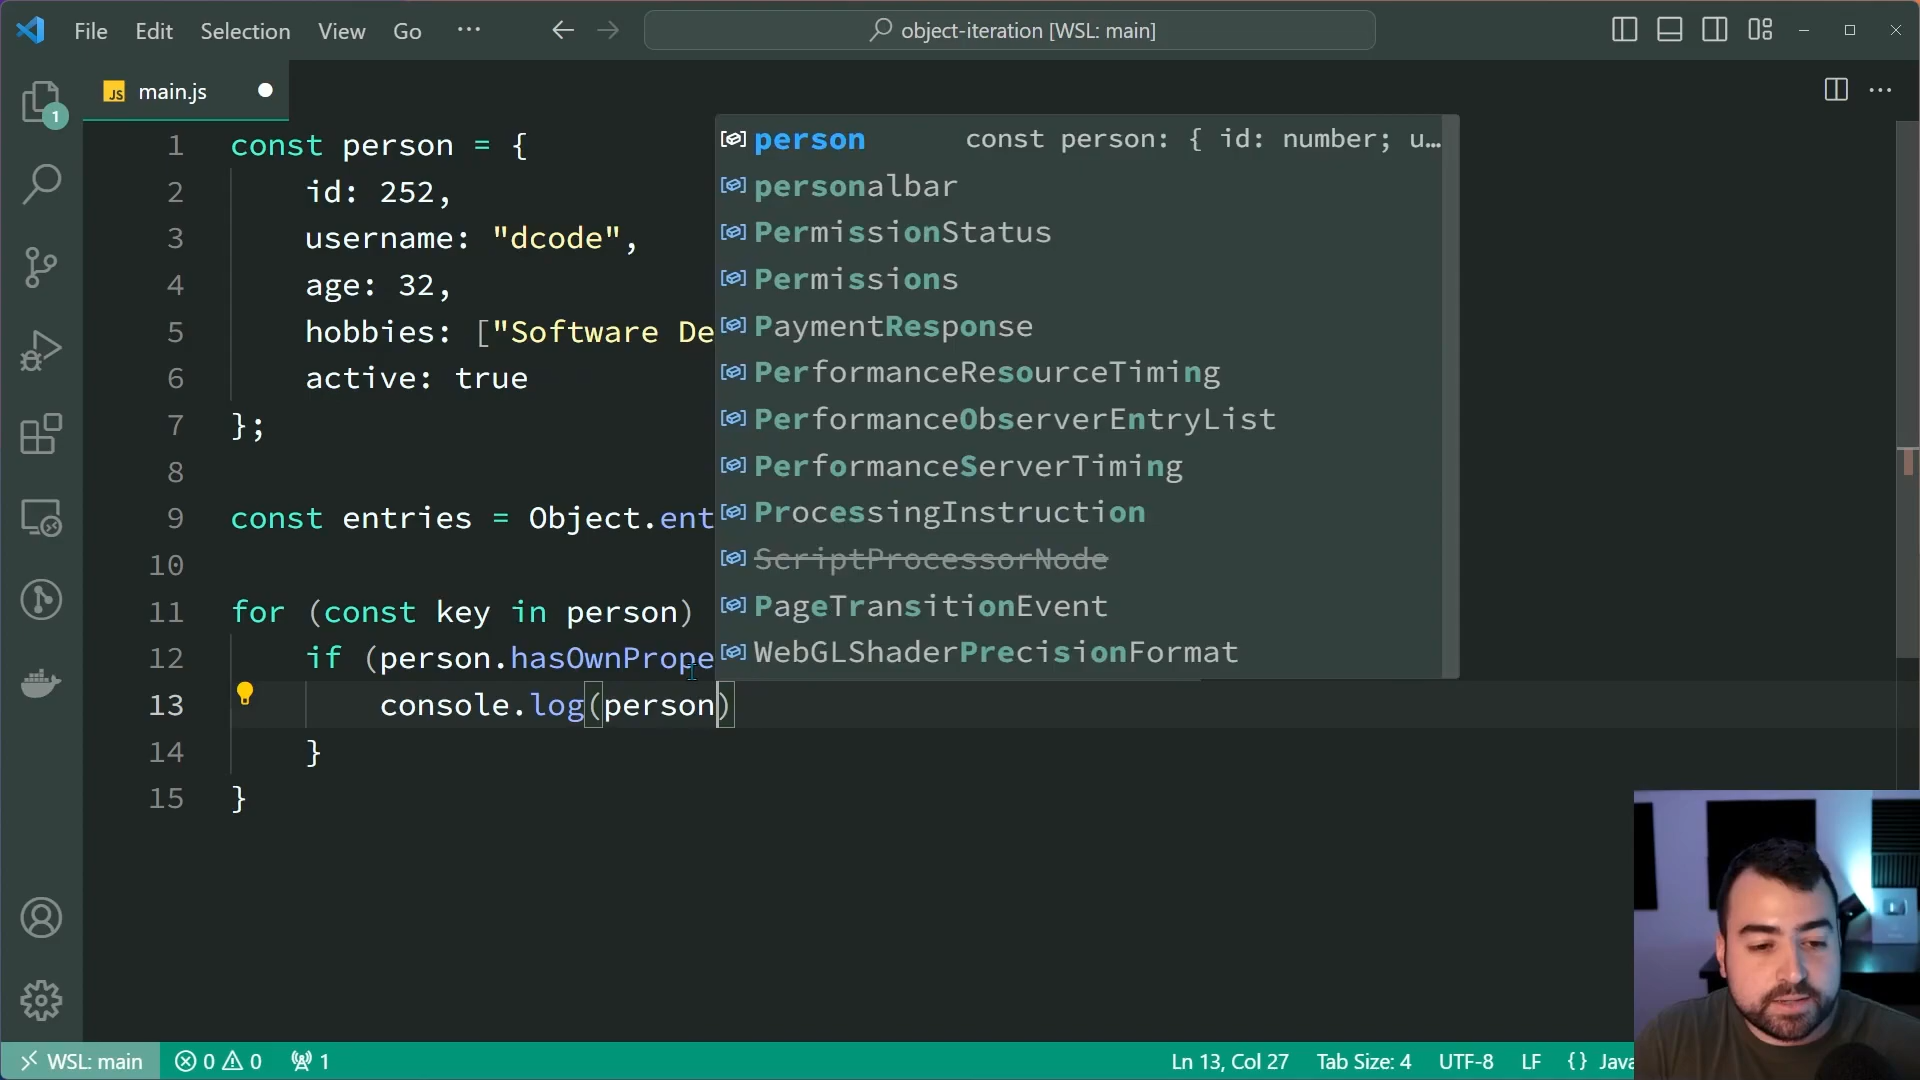 File Edit Selection View Go ··· object-iteration [WSL: main]
1
JS main.js
1 const person = {
2 id: 252,
3 username: "dcode",
4 age: 32,
5 hobbies: ["Software De
6 active: true
7 };
8
9 const entries = Object.ent
10
11 for (const key in person)
12 if (person.hasOwnPrope
13 console.log(person)
14 }
15 }
person const person: { id: number; u…
personalbar
PermissionStatus
Permissions
PaymentResponse
PerformanceResourceTiming
PerformanceObserverEntryList
PerformanceServerTiming
ProcessingInstruction
ScriptProcessorNode
PageTransitionEvent
WebGLShaderPrecisionFormat
WSL: main 0 0 1 Ln 13, Col 27 Tab Size: 4 UTF-8 LF {} Java